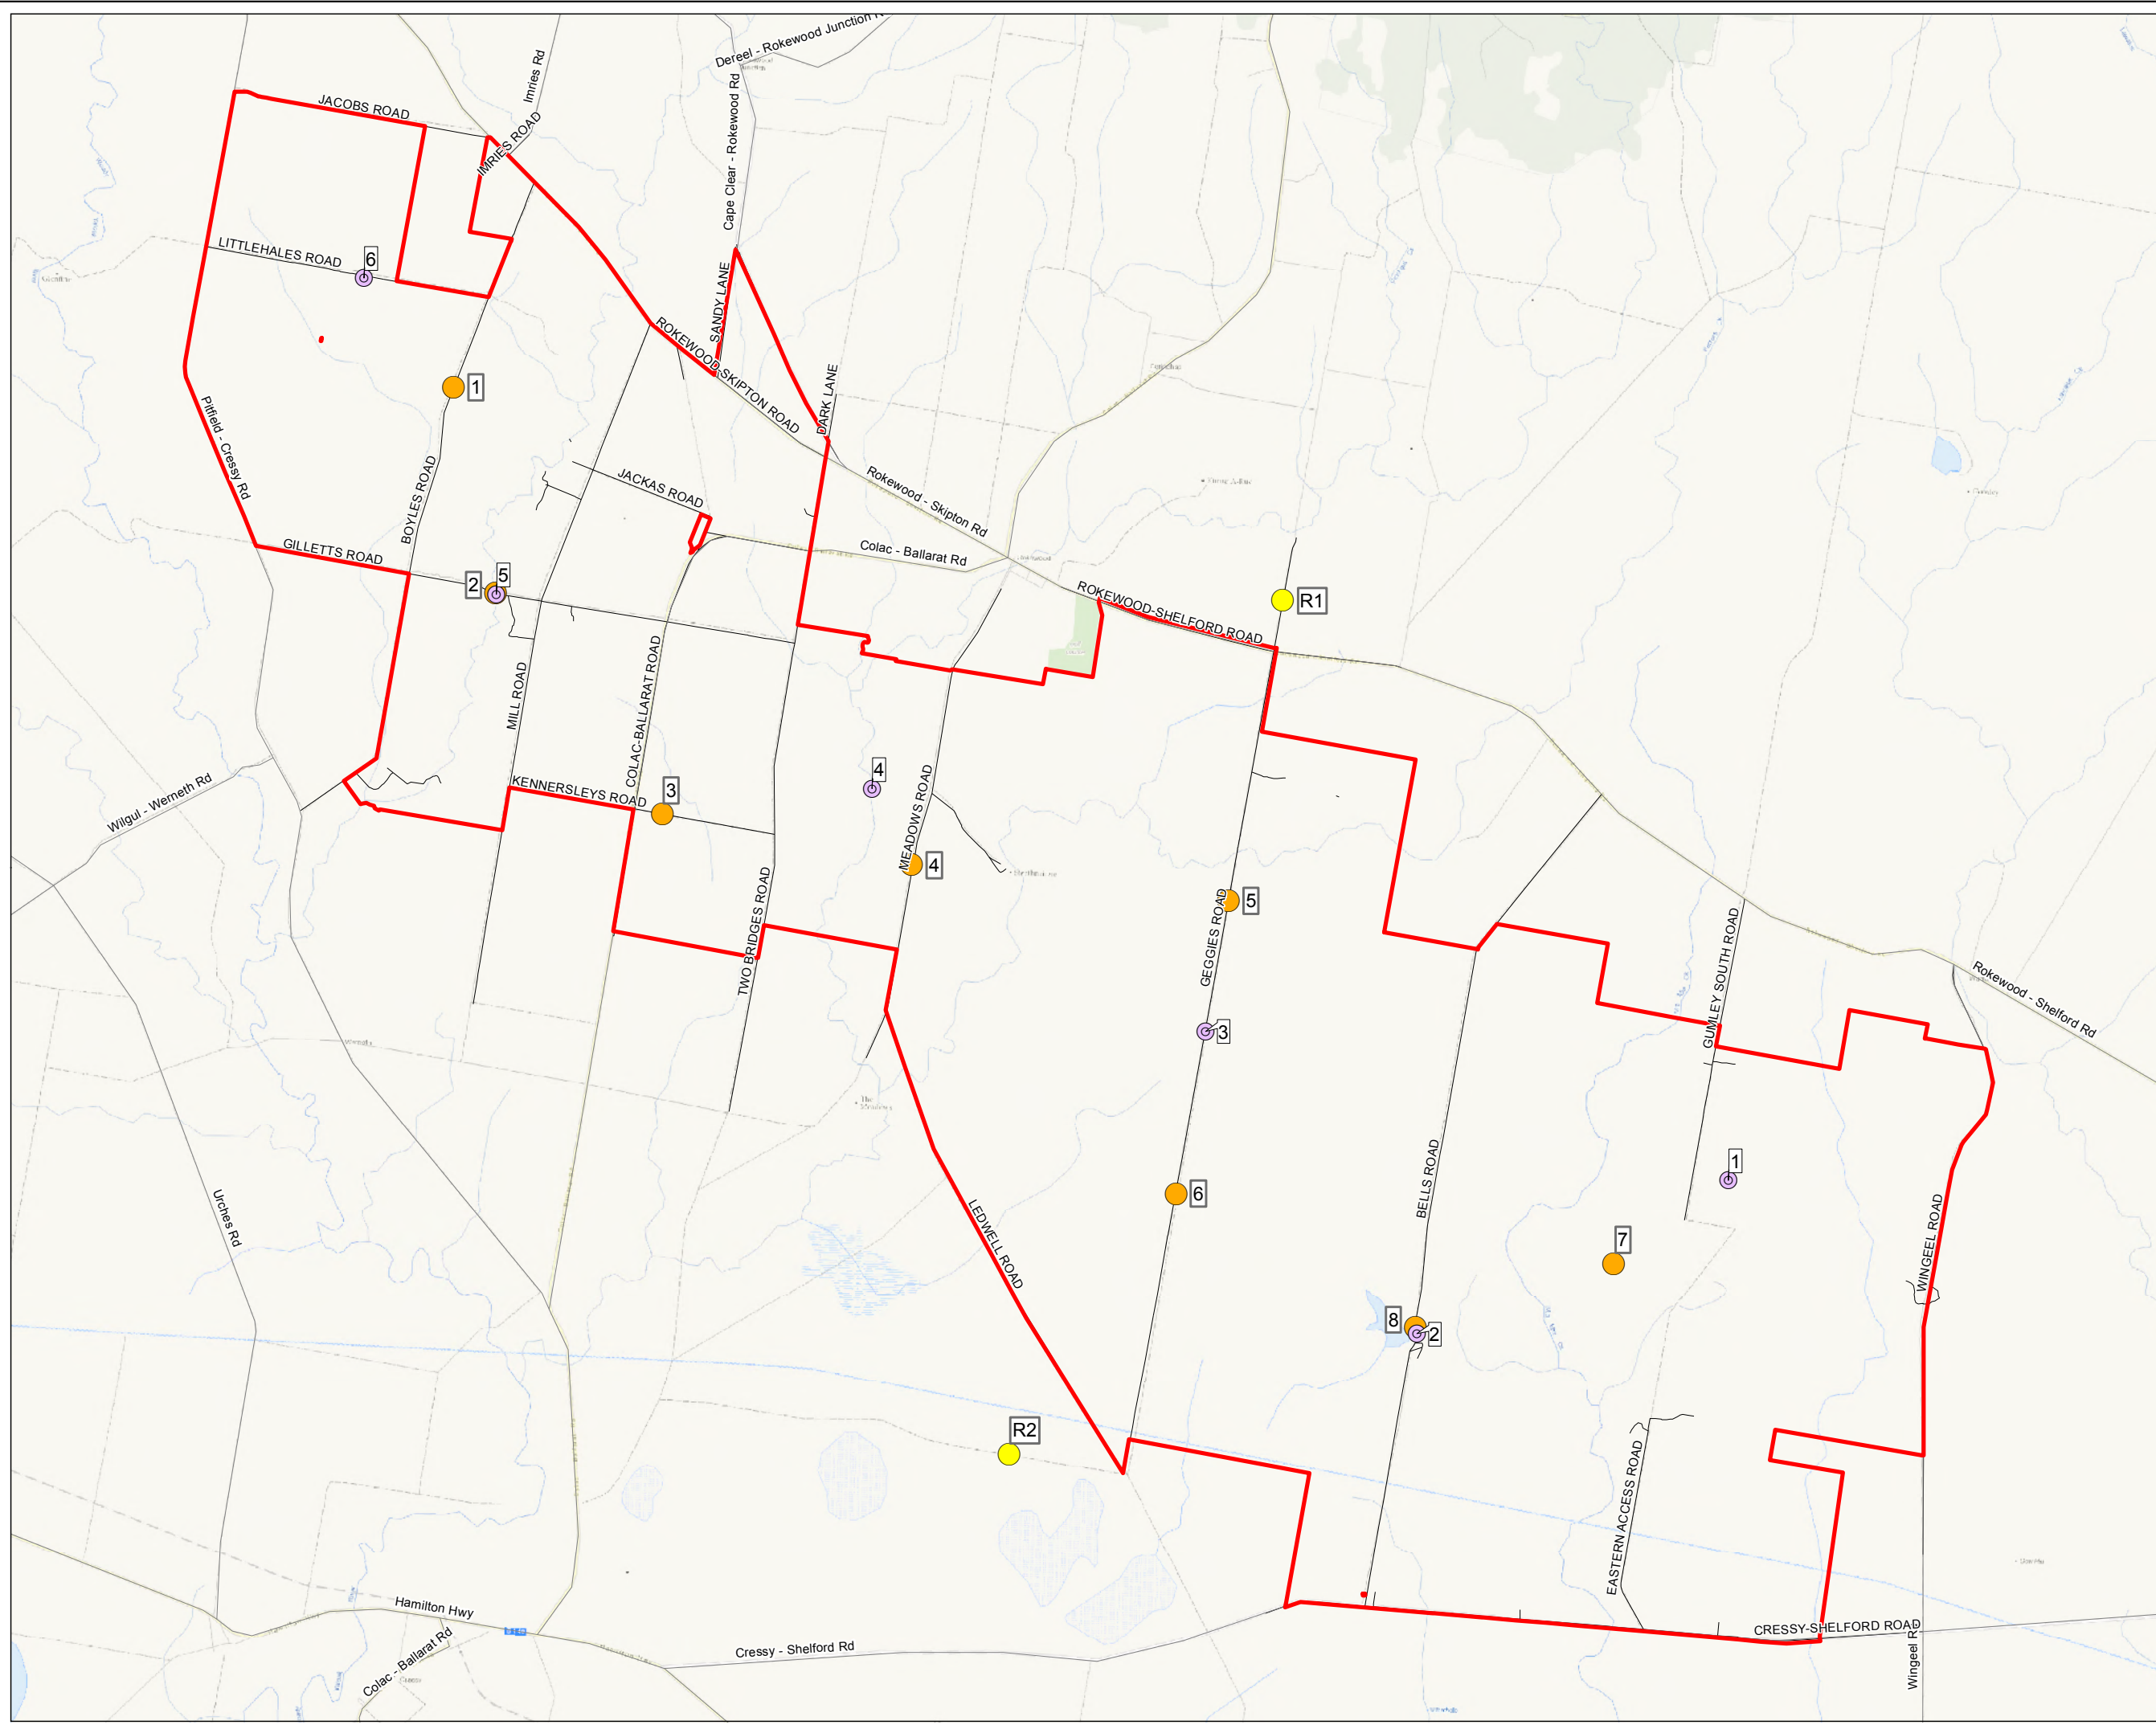 Dereel - Rokewood Junction R
Imries Rd
Cape Clear - Rokewood Rd
JACOBS ROAD
IMRIES ROAD
LITTLEHALES ROAD
6
SANDY LANE
ROKEWOOD-SKIPTON ROAD
1
DARK LANE
Pitfield - Cressy Rd
BOYLES ROAD
JACKAS ROAD
Rokewood - Skipton Rd
Colac - Ballarat Rd
GILLETTS ROAD
2
5
ROKEWOOD-SHELFORD ROAD
R1
MILL ROAD
COLAC-BALLARAT ROAD
Wilgul - Werneth Rd
KENNERSLEYS ROAD
3
4
MEADOWS ROAD
4
TWO BRIDGES ROAD
GEGGIES ROAD
5
3
GUMLEY SOUTH ROAD
Rokewood - Shelford Rd
The
Urches Rd
LEDWELL ROAD
6
BELLS ROAD
1
7
WINGEEL ROAD
8
2
R2
EASTERN ACCESS ROAD
Hamilton Hwy
Colac - Ballarat Rd
Cressy - Shelford Rd
CRESSY-SHELFORD ROAD
Wingeel Rd